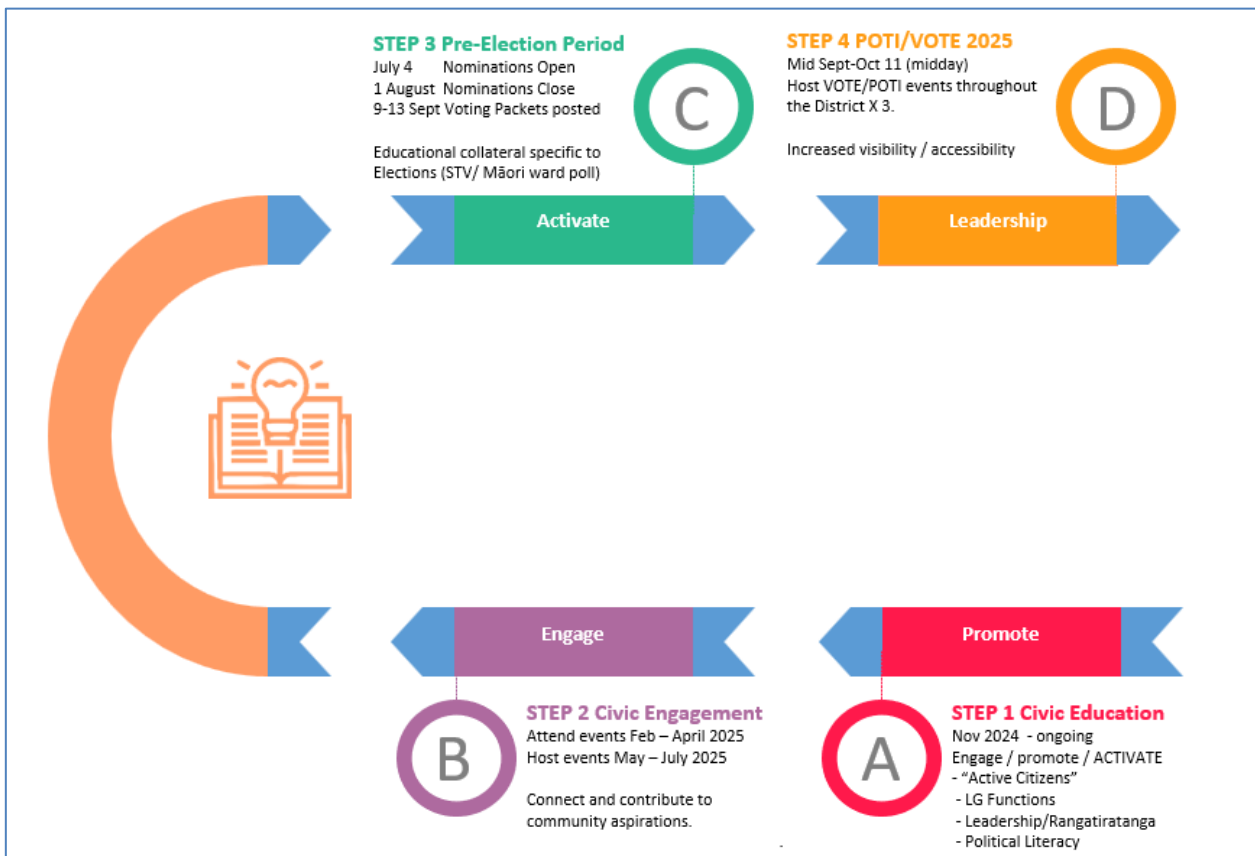 STEP 3 Pre-Election Period
July 4 Nominations Open
1 August Nominations Close
9-13 Sept Voting Packets posted
Educational collateral specific to
Elections (STV/ Māori ward poll)
C
STEP 4 POTI/VOTE 2025
Mid Sept-Oct 11 (midday)
Host VOTE/POTI events throughout
the District X 3.
Increased visibility / accessibility
D
Activate
Leadership
Engage
Promote
B
STEP 2 Civic Engagement
Attend events Feb – April 2025
Host events May – July 2025
Connect and contribute to
community aspirations.
A
STEP 1 Civic Education
Nov 2024 - ongoing
Engage / promote / ACTIVATE
- “Active Citizens”
- LG Functions
- Leadership/Rangatiratanga
- Political Literacy